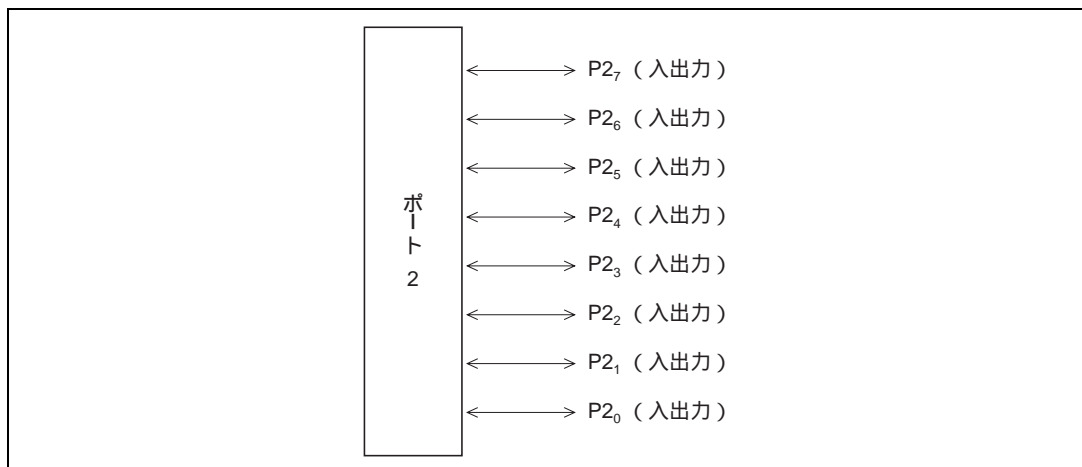 ポート2
P2₇ (入出力)
P2₆ (入出力)
P2₅ (入出力)
P2₄ (入出力)
P2₃ (入出力)
P2₂ (入出力)
P2₁ (入出力)
P2₀ (入出力)